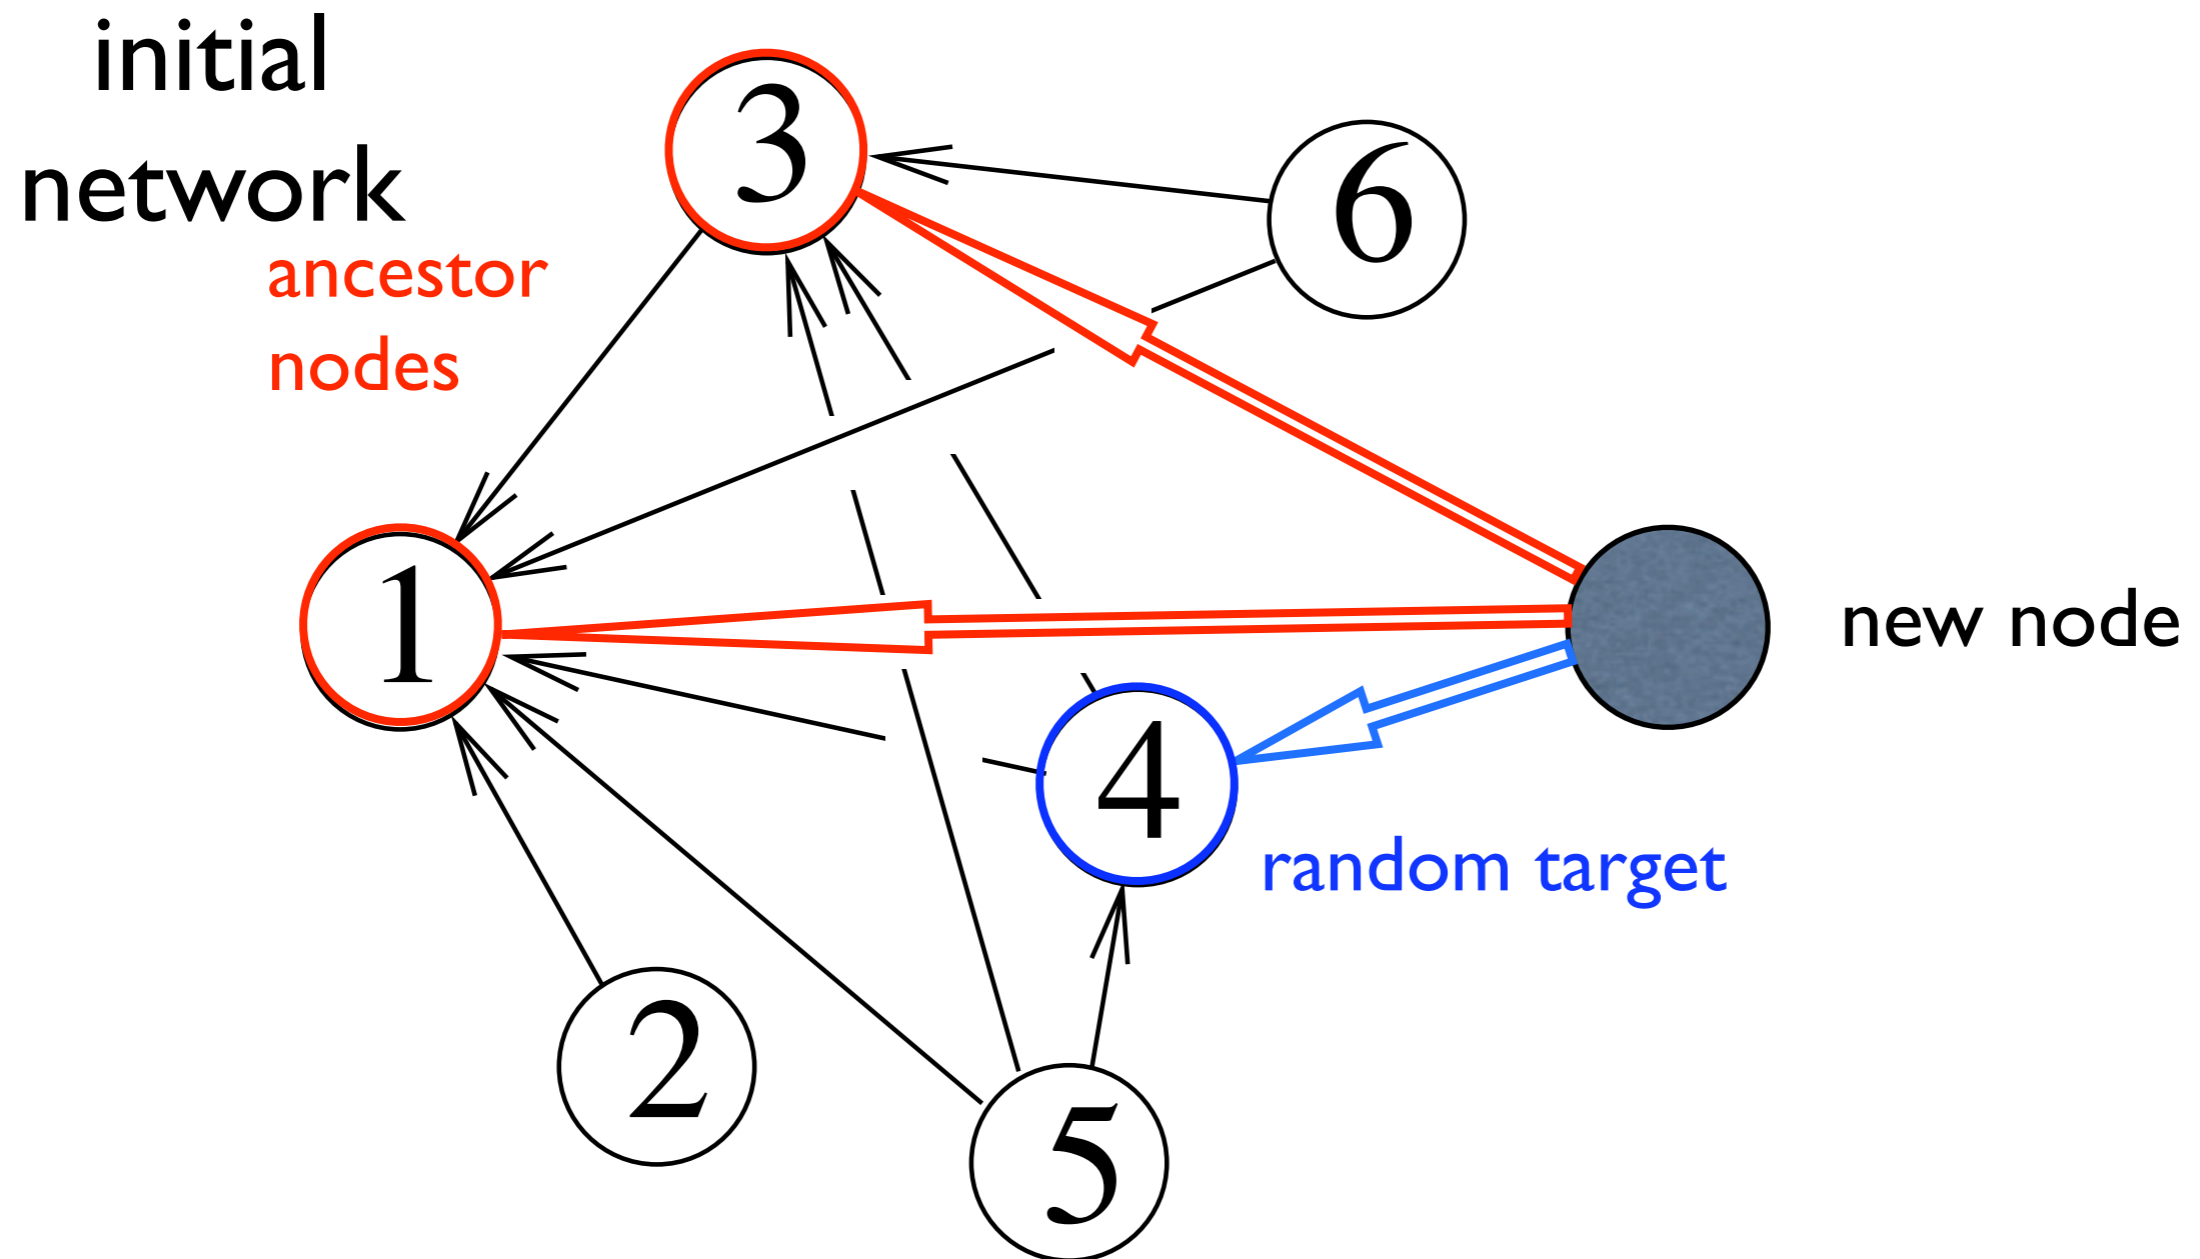 initial
network
ancestor
nodes
3
6
1
new node
4
random target
2
5